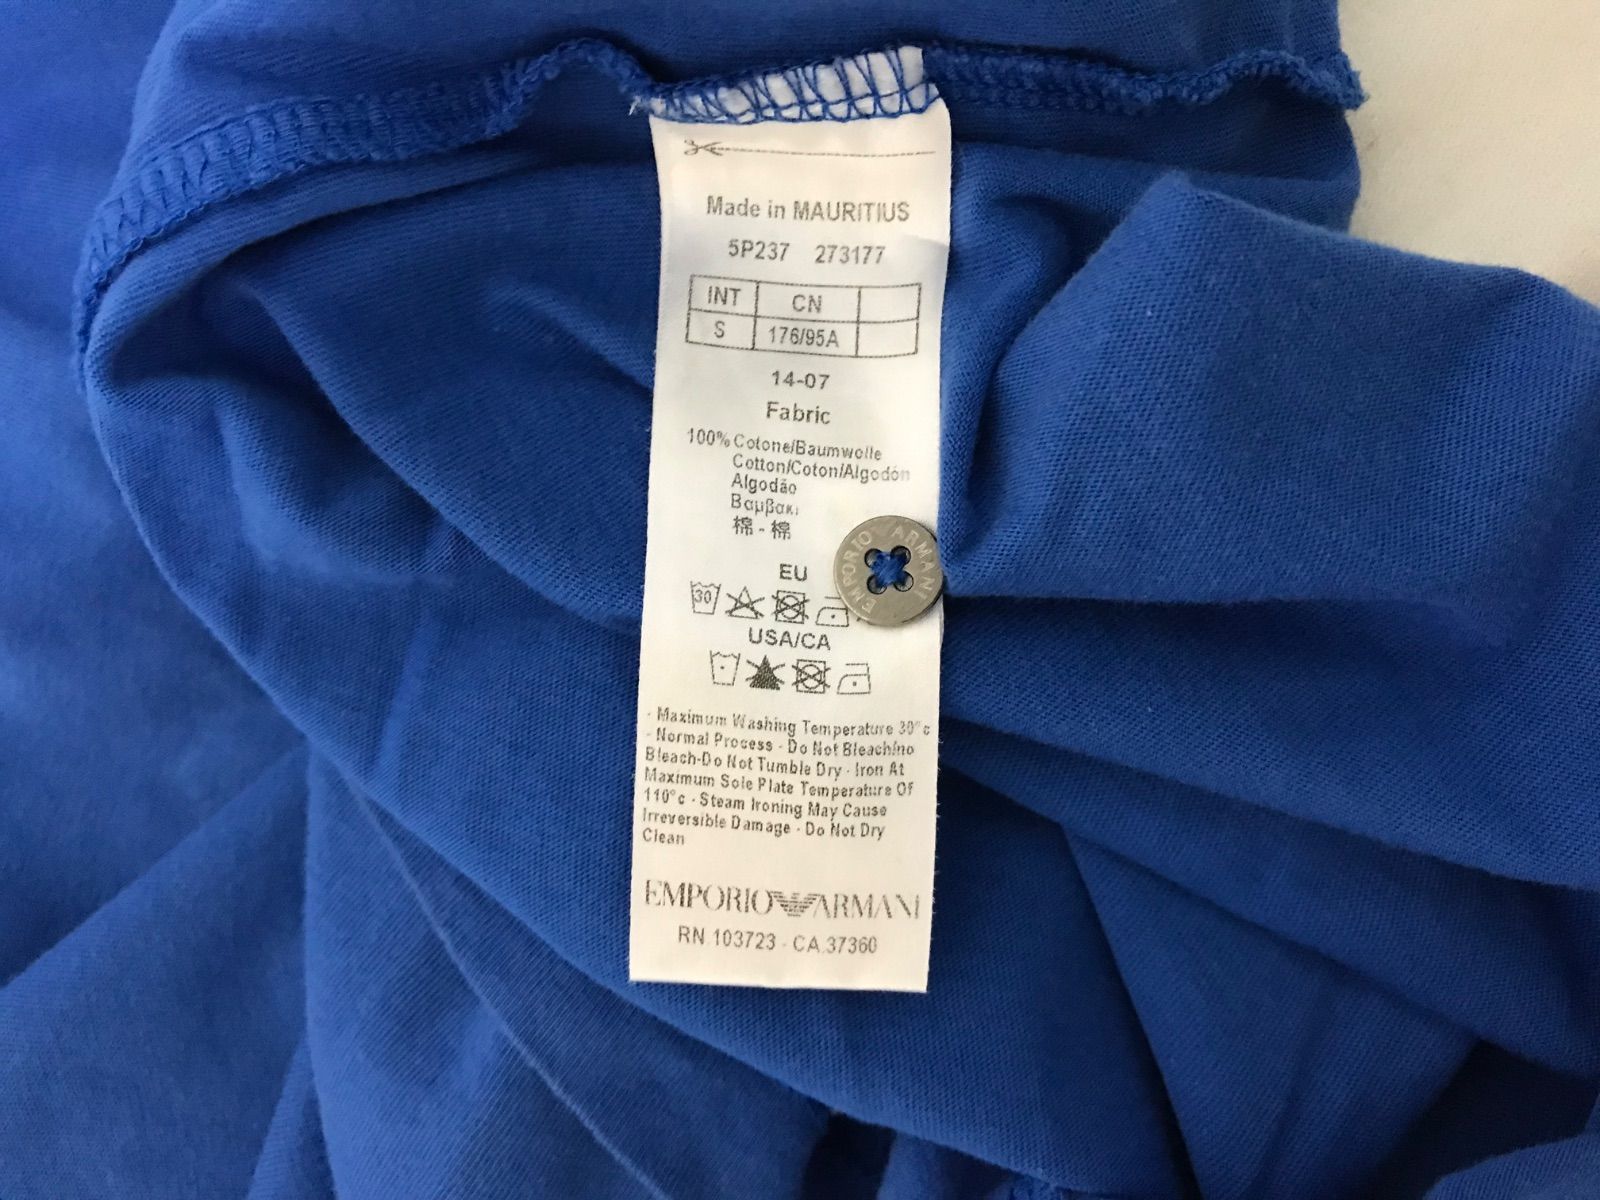 Made in MAURITIUS
5P237 273177
INT CN
S 176/95A
14-07
Fabric
100% Cotone/Baumwolle
Cotton/Coton/Algodón
Algodão
Βαμβακι
棉 - 棉
EMPORIO ARMANI
EU
30
USA/CA
- Maximum Washing Temperature 30°c
- Normal Process - Do Not Bleachino
Bleach-Do Not Tumble Dry - Iron At
Maximum Sole Plate Temperature Of
110°c - Steam Ironing May Cause
Irreversible Damage - Do Not Dry
Clean
EMPORIO ARMANI
RN.103723 - CA.37360